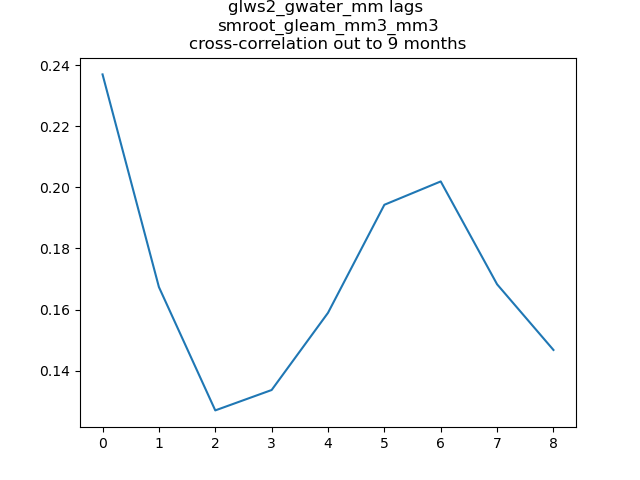 glws2_gwater_mm lags
smroot_gleam_mm3_mm3
cross-correlation out to 9 months
0.24
0.22
0.20
0.18
0.16
0.14
0 1 2 3 4 5 6 7 8